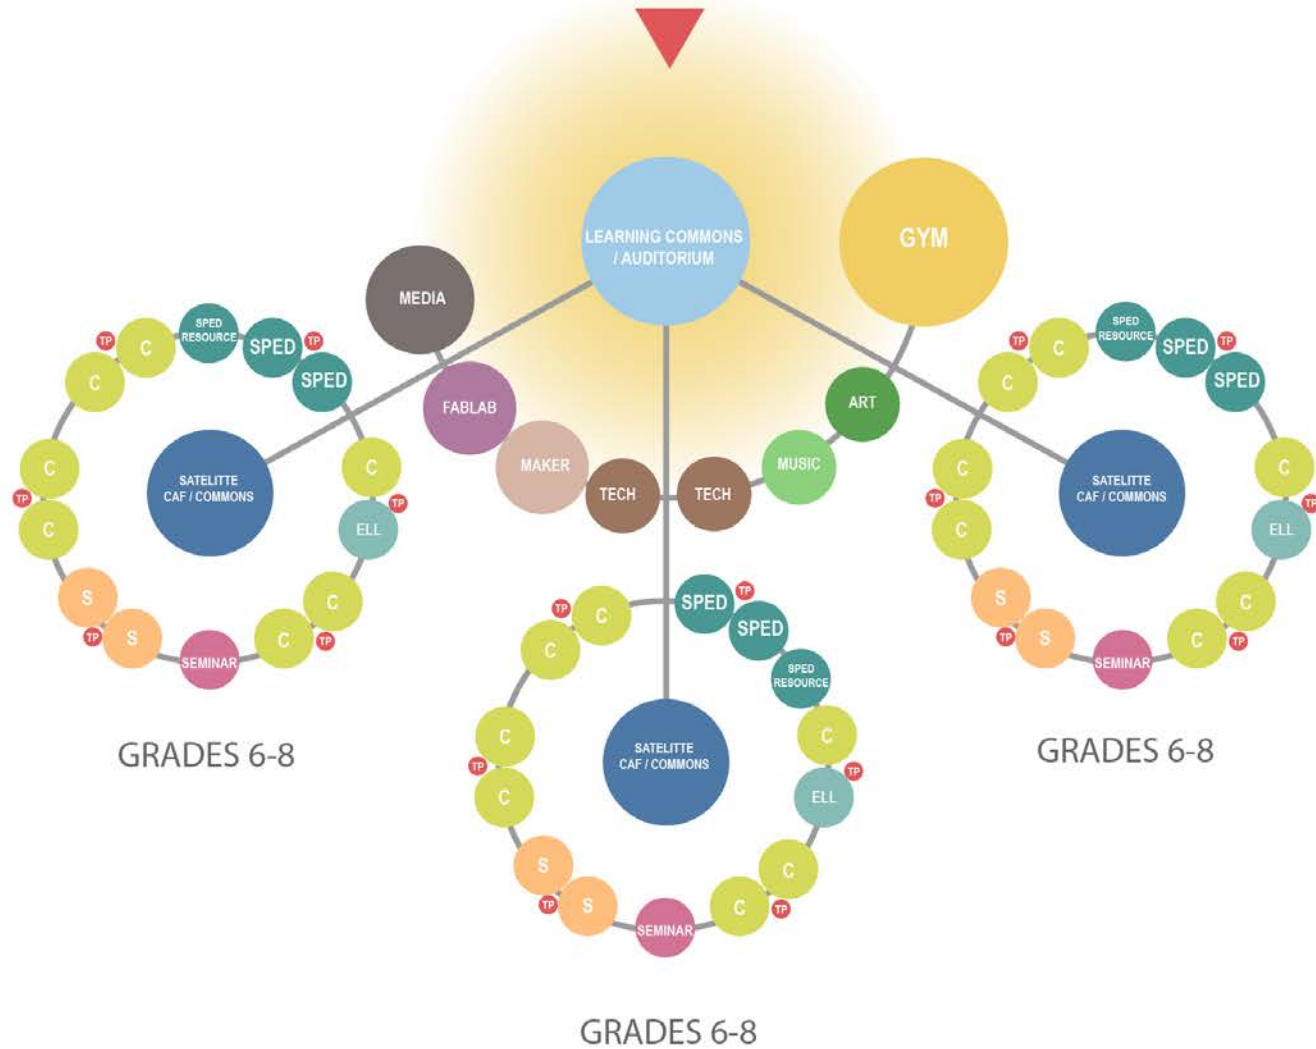 LEARNING COMMONS
/ AUDITORIUM
GYM
MEDIA
FABLAB
MAKER
TECH
TECH
MUSIC
ART
SPED
RESOURCE
SPED
TP
SPED
C
TP
ELL
C
TP
C
SEMINAR
S
TP
S
C
TP
C
C
TP
C
SATELITTE
CAF / COMMONS
GRADES 6-8
SPED
TP
SPED
SPED
RESOURCE
C
TP
ELL
C
TP
C
SEMINAR
S
TP
S
C
TP
C
C
TP
C
SATELITTE
CAF / COMMONS
GRADES 6-8
SPED
RESOURCE
SPED
TP
SPED
C
TP
ELL
C
TP
C
SEMINAR
S
TP
S
C
TP
C
C
TP
C
SATELITTE
CAF / COMMONS
GRADES 6-8